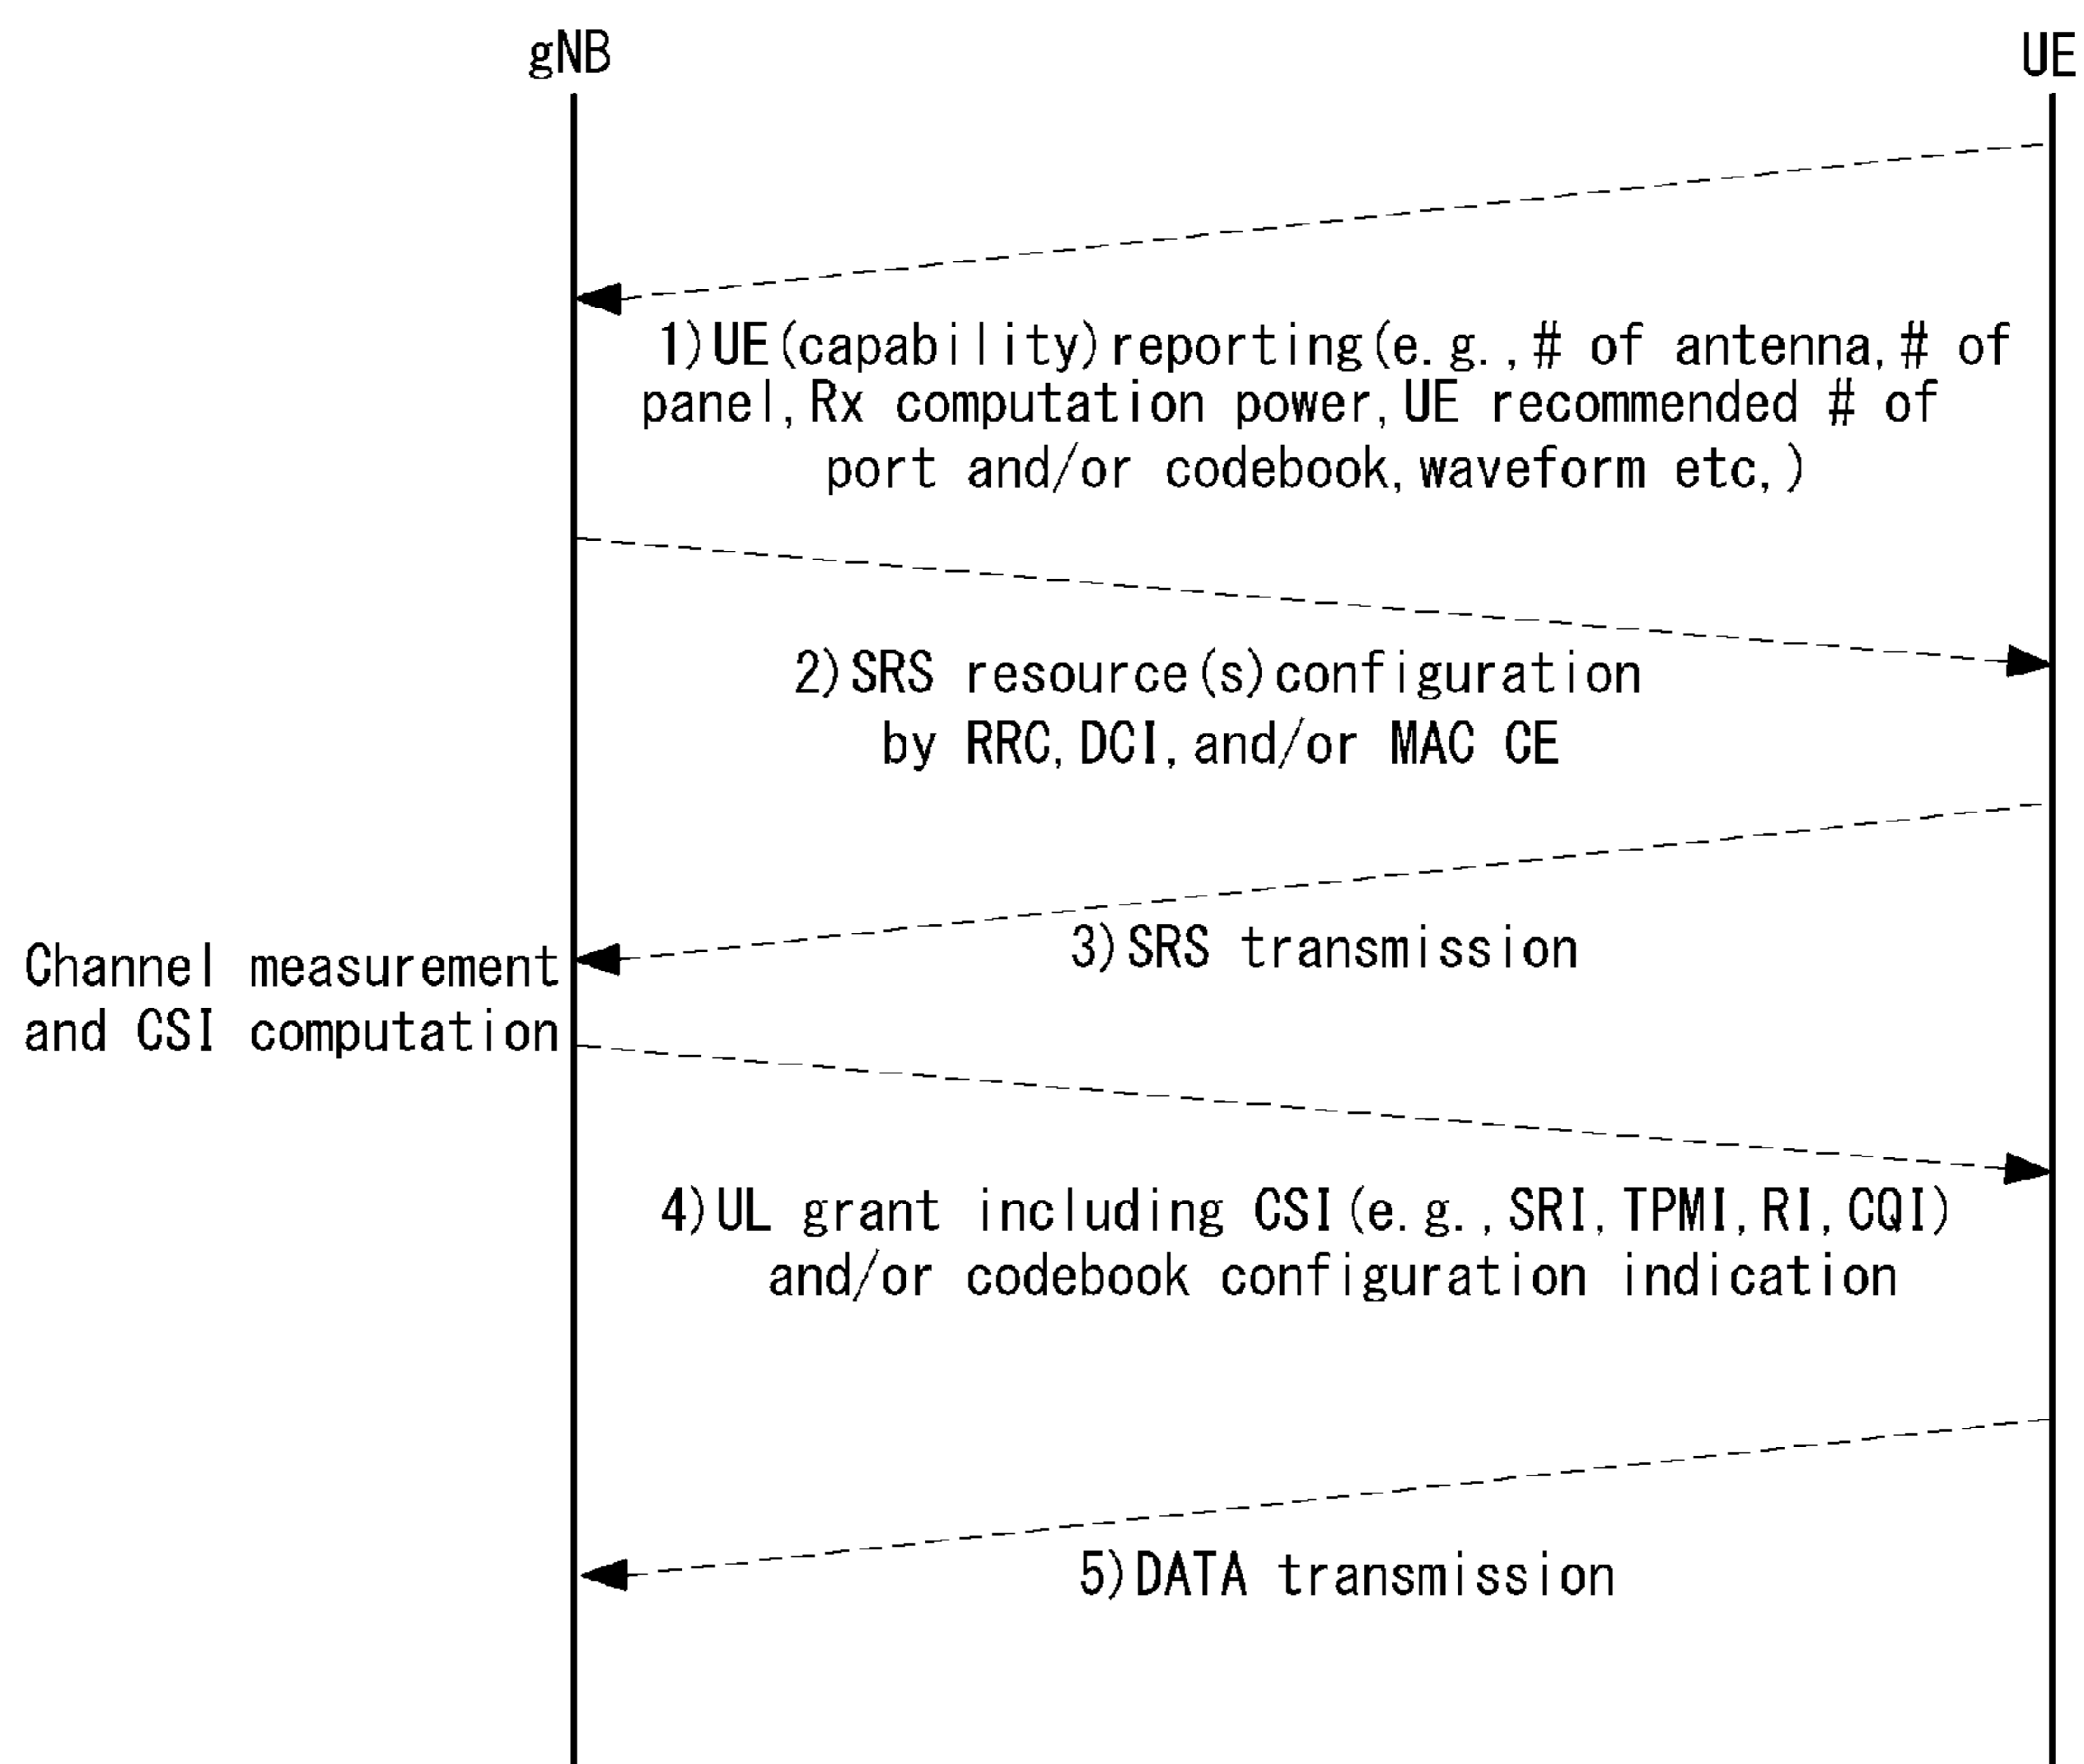 gNB
UE
1)UE(capability)reporting(e.g.,# of antenna,# of
panel,Rx computation power,UE recommended # of
port and/or codebook,waveform etc,)
2)SRS resource(s)configuration
by RRC,DCI,and/or MAC CE
3)SRS transmission
Channel measurement
and CSI computation
4)UL grant including CSI(e.g.,SRI,TPMI,RI,CQI)
and/or codebook configuration indication
5)DATA transmission